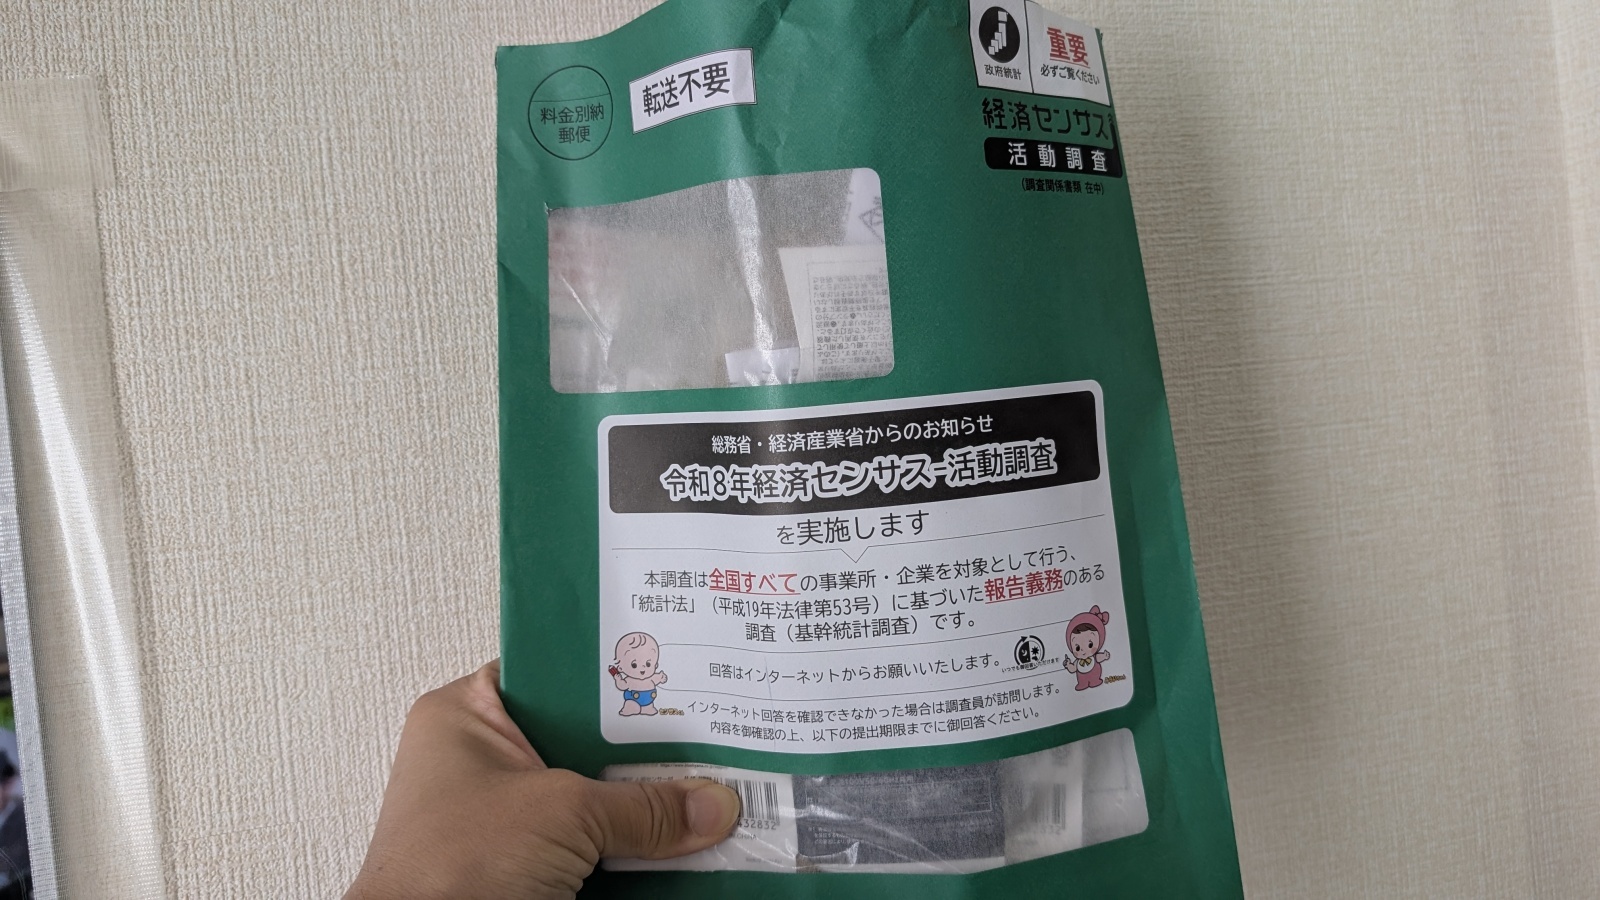 料金別納
郵便
転送不要
政府統計
重要
必ずご覧ください
経済センサス
活動調査
(調査関係書類 在中)
総務省・経済産業省からのお知らせ
令和8年経済センサス-活動調査
を実施します
本調査は全国すべての事業所・企業を対象として行う、
「統計法」(平成19年法律第53号)に基づいた報告義務のある
調査(基幹統計調査)です。
回答はインターネットからお願いいたします。
インターネット回答を確認できなかった場合は調査員が訪問します。
内容を御確認の上、以下の提出期限までに御回答ください。
432832